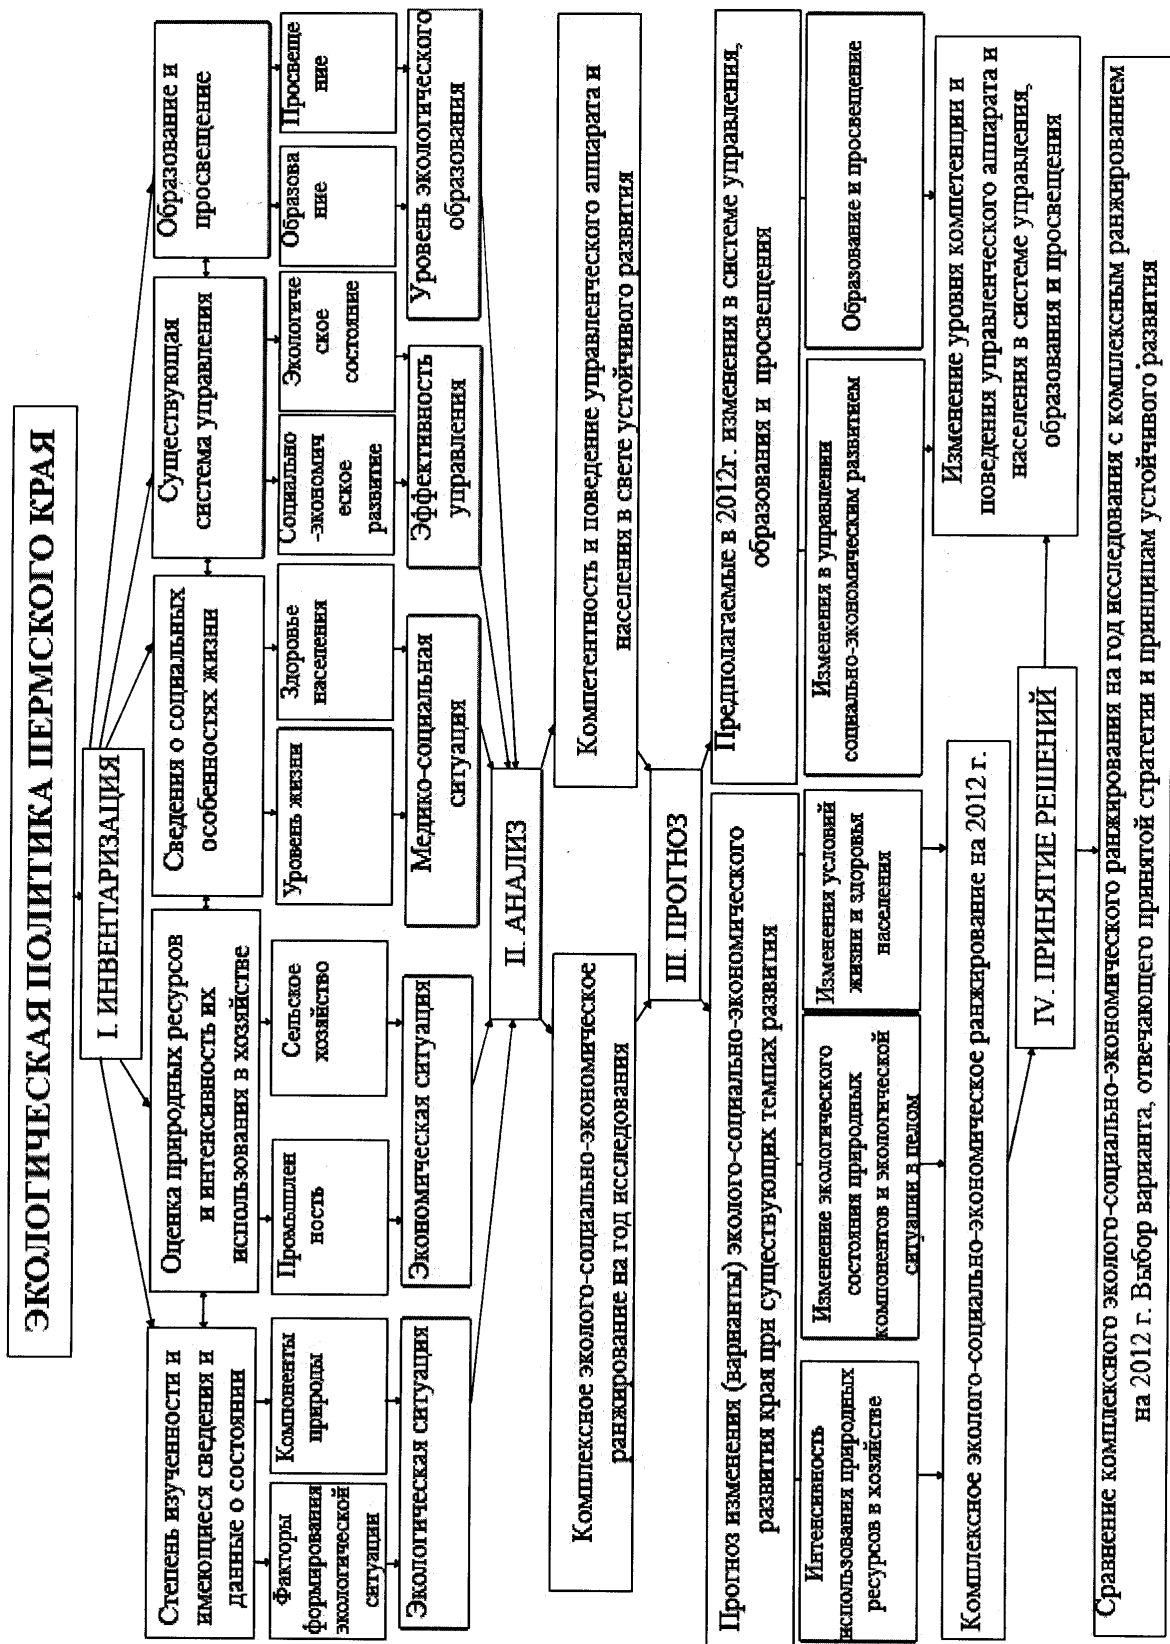 ЭКОЛОГИЧЕСКАЯ ПОЛИТИКА ПЕРМСКОГО КРАЯ
I. ИНВЕНТАРИЗАЦИЯ
Степень изученности и
имеющиеся сведения и
данные о состоянии
Оценка природных ресурсов
и интенсивность их
использования в хозяйстве
Сведения о социальных
особенностях жизни
Существующая
система управления
Образование и
просвещение
Факторы
формирования
экологической
ситуации
Компоненты
природы
Промышлен
ность
Сельское
хозяйство
Уровень жизни
Здоровье
населения
Социально
-экономич
еское
развитие
Экологиче
ское
состояние
Образова
ние
Просвеще
ние
Экологическая ситуация
Экономическая ситуация
Медико-социальная
ситуация
Эффективность
управления
Уровень экологического
образования
II. АНАЛИЗ
Комплексное эколого-социально-экономическое
ранжирование на год исследования
Компетентность и поведение управленческого аппарата и
населения в свете устойчивого развития
III. ПРОГНОЗ
Прогноз изменения (варианты) эколого-социально-экономического
развития края при существующих темпах развития
Предполагаемые в 2012г. изменения в системе управления,
образования и просвещения
Интенсивность
использования природных
ресурсов в хозяйстве
Изменение экологического
состояния природных
компонентов и экологической
ситуации в целом
Изменения условий
жизни и здоровья
населения
Изменения в управлении
социально-экономическим развитием
Образование и просвещение
Комплексное эколого-социально-экономическое ранжирование на 2012 г.
Изменение уровня компетенции и
поведения управленческого аппарата и
населения в системе управления,
образования и просвещения
IV. ПРИНЯТИЕ РЕШЕНИЙ
Сравнение комплексного эколого-социально-экономического ранжирования на год исследования с комплексным ранжированием
на 2012 г. Выбор варианта, отвечающего принятой стратегии и принципам устойчивого развития